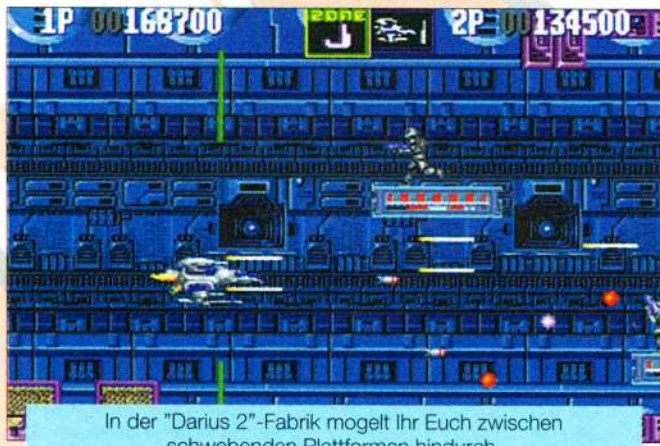 1P 00168700 ZONE J 2P 00134500
In der "Darius 2"-Fabrik mogelt Ihr Euch zwischen
schwebenden Plattformen hindurch